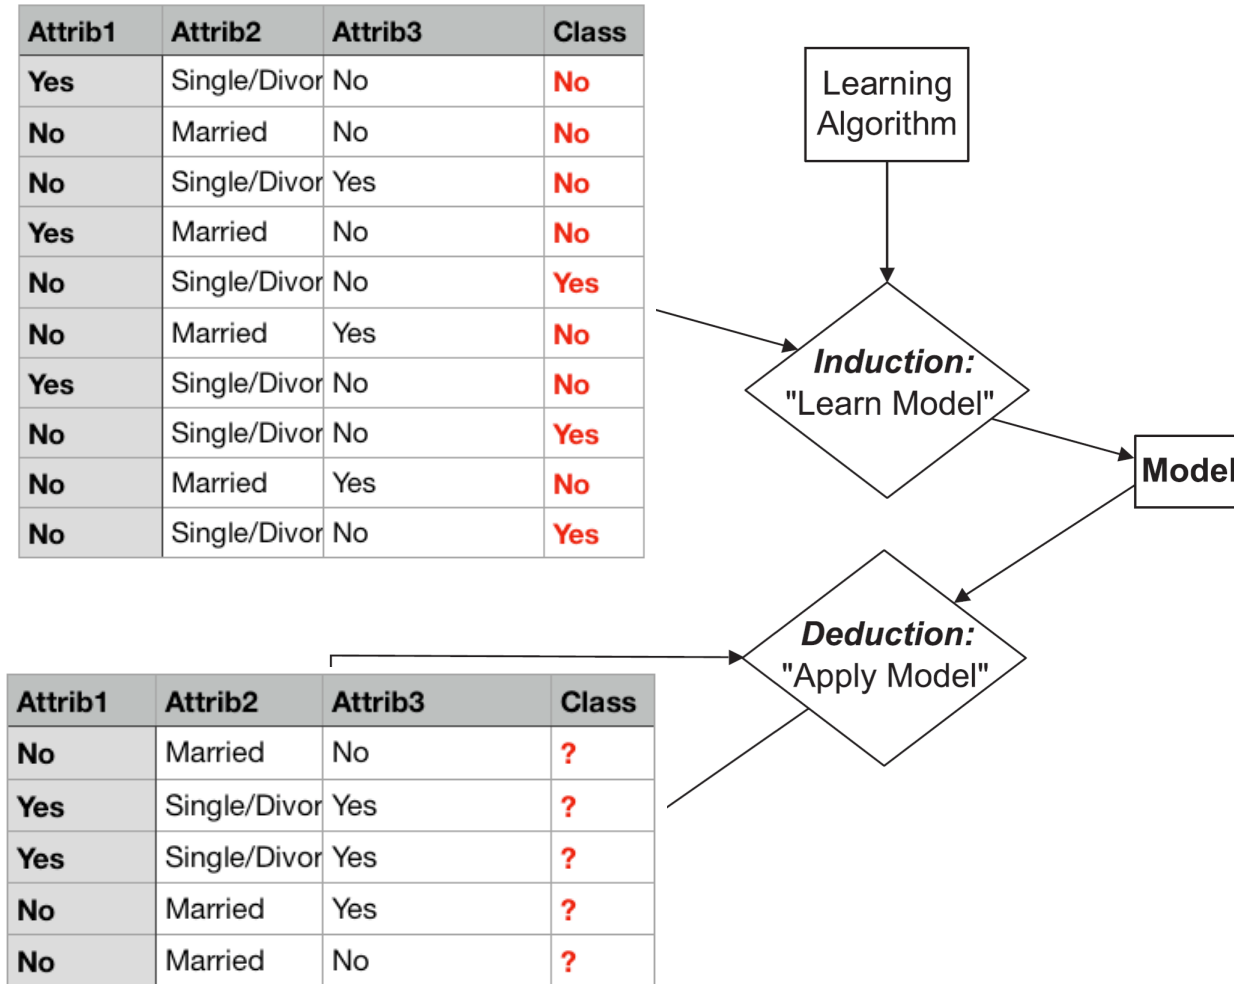 Attrib1 Attrib2 Attrib3 Class
Yes Single/Divor No No
No Married No No
No Single/Divor Yes No
Yes Married No No
No Single/Divor No Yes
No Married Yes No
Yes Single/Divor No No
No Single/Divor No Yes
No Married Yes No
No Single/Divor No Yes
Learning
Algorithm
Induction:
"Learn Model"
Model
Deduction:
"Apply Model"
Attrib1 Attrib2 Attrib3 Class
No Married No ?
Yes Single/Divor Yes ?
Yes Single/Divor Yes ?
No Married Yes ?
No Married No ?